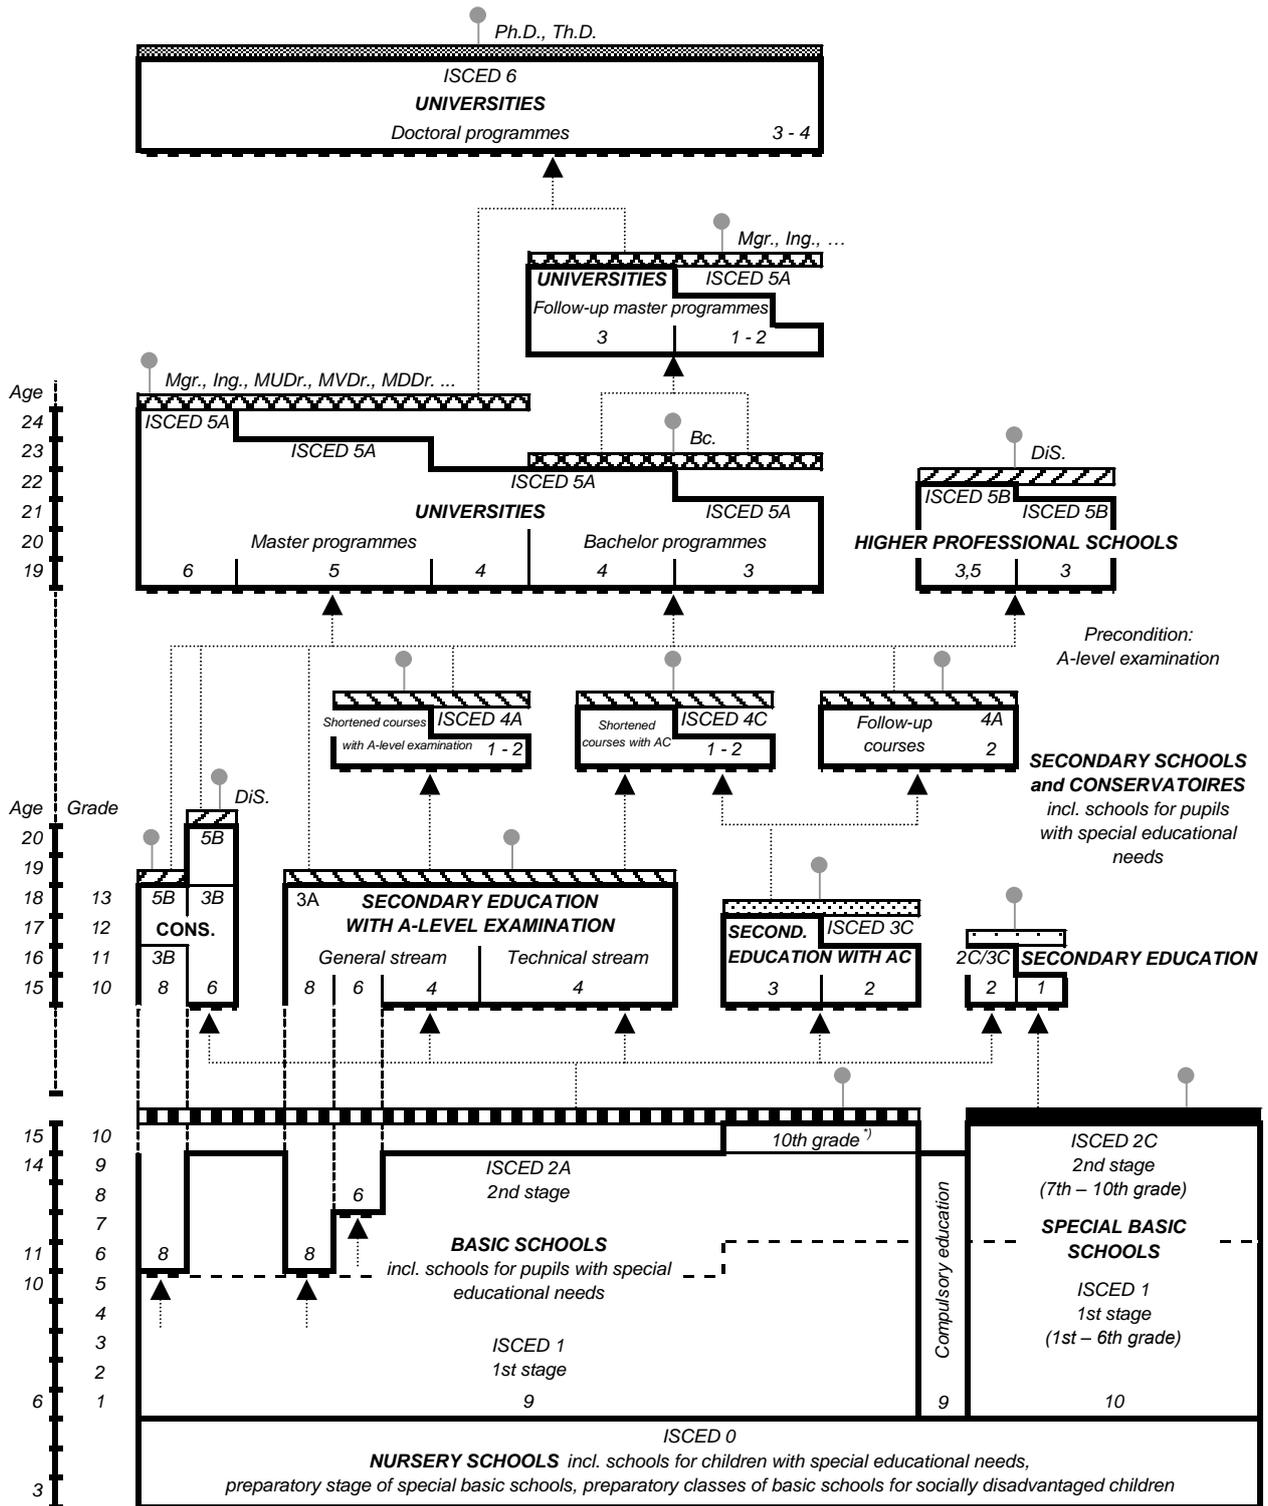 Ph.D., Th.D.
ISCED 6
UNIVERSITIES
Doctoral programmes 3 - 4
Mgr., Ing., …
UNIVERSITIES ISCED 5A
Follow-up master programmes
3 1 - 2
Mgr., Ing., MUDr., MVDr., MDDr. ...
Age
24 ISCED 5A
Bc.
23 ISCED 5A
DiS.
22 ISCED 5A ISCED 5B
21 UNIVERSITIES ISCED 5A ISCED 5B
20 Master programmes Bachelor programmes HIGHER PROFESSIONAL SCHOOLS
19 6 5 4 4 3 3,5 3
Precondition:
A-level examination
Shortened courses ISCED 4A
with A-level examination 1 - 2
Shortened ISCED 4C
courses with AC 1 - 2
Follow-up 4A
courses 2
SECONDARY SCHOOLS
and CONSERVATOIRES
incl. schools for pupils
with special educational
needs
DiS.
Age Grade
20 5B
19
18 13 5B 3B 3A SECONDARY EDUCATION
17 12 CONS. WITH A-LEVEL EXAMINATION SECOND. ISCED 3C
16 11 3B General stream Technical stream EDUCATION WITH AC 2C/3C SECONDARY EDUCATION
15 10 8 6 8 6 4 4 3 2 2 1
15 10 10th grade *) ISCED 2C
14 9 ISCED 2A 2nd stage
8 6 2nd stage (7th – 10th grade)
7
BASIC SCHOOLS SPECIAL BASIC
11 6 8 8 incl. schools for pupils with special SCHOOLS
10 5 educational needs ISCED 1
4 1st stage
3 ISCED 1 (1st – 6th grade)
2 1st stage
Compulsory education
6 1 9 9 10
ISCED 0
NURSERY SCHOOLS incl. schools for children with special educational needs,
3 preparatory stage of special basic schools, preparatory classes of basic schools for socially disadvantaged children